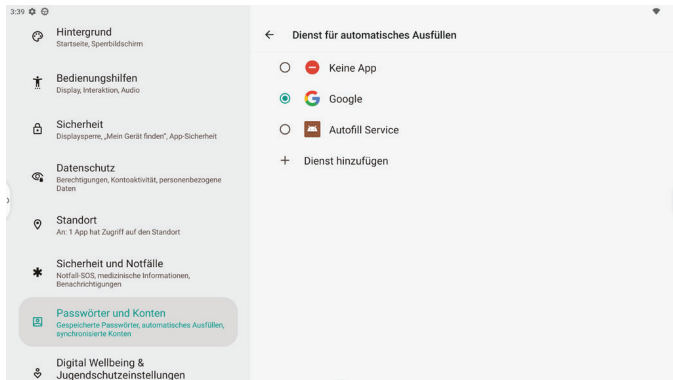 3:39
Hintergrund
Startseite, Sperrbildschirm
Bedienungshilfen
Display, Interaktion, Audio
Sicherheit
Displaysperre, „Mein Gerät finden", App-Sicherheit
Datenschutz
Berechtigungen, Kontoaktivität, personenbezogene
Daten
Standort
An: 1 App hat Zugriff auf den Standort
Sicherheit und Notfälle
Notfall-SOS, medizinische Informationen,
Benachrichtigungen
Passwörter und Konten
Gespeicherte Passwörter, automatisches Ausfüllen,
synchronisierte Konten
Digital Wellbeing &
Jugendschutzeinstellungen
Dienst für automatisches Ausfüllen
Keine App
Google
Autofill Service
Dienst hinzufügen